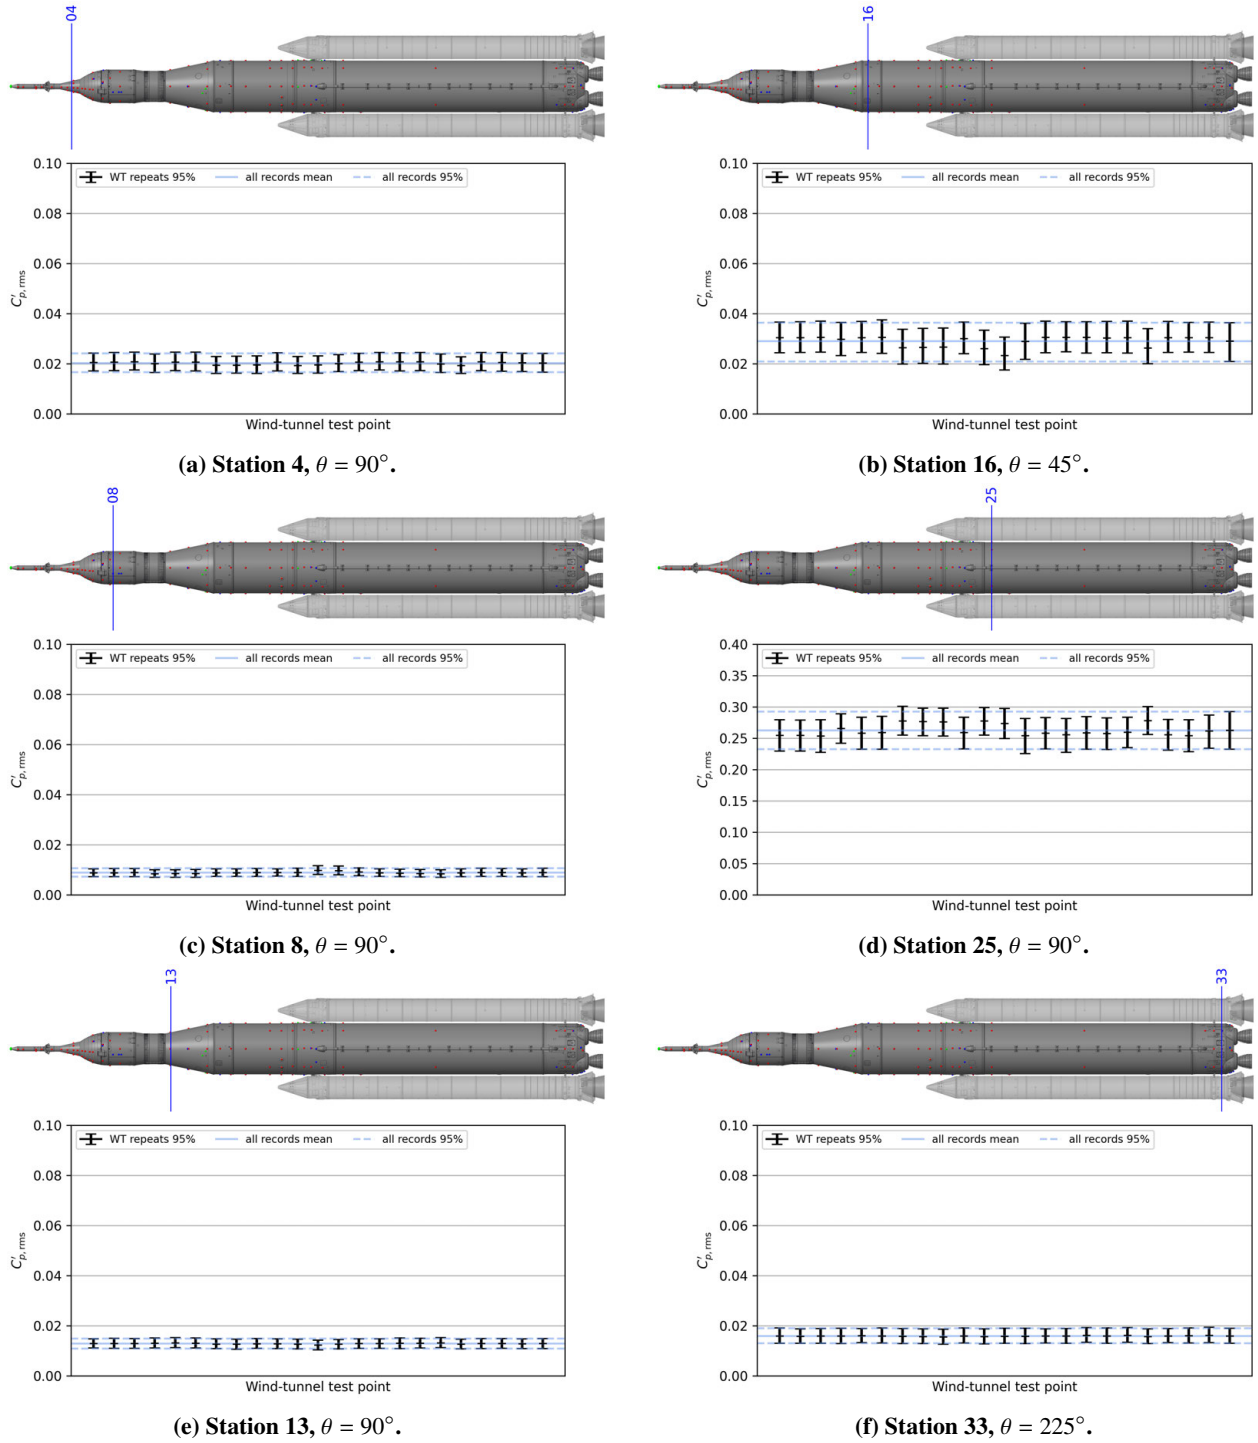 04
0.10
WT repeats 95%
all records mean
all records 95%
0.08
0.06
0.04
0.02
0.00
C′p,rms
Wind-tunnel test point
(a) Station 4, θ = 90°.
16
0.10
WT repeats 95%
all records mean
all records 95%
0.08
0.06
0.04
0.02
0.00
C′p,rms
Wind-tunnel test point
(b) Station 16, θ = 45°.
08
0.10
WT repeats 95%
all records mean
all records 95%
0.08
0.06
0.04
0.02
0.00
C′p,rms
Wind-tunnel test point
(c) Station 8, θ = 90°.
25
0.40
WT repeats 95%
all records mean
all records 95%
0.35
0.30
0.25
0.20
0.15
0.10
0.05
0.00
C′p,rms
Wind-tunnel test point
(d) Station 25, θ = 90°.
13
0.10
WT repeats 95%
all records mean
all records 95%
0.08
0.06
0.04
0.02
0.00
C′p,rms
Wind-tunnel test point
(e) Station 13, θ = 90°.
33
0.10
WT repeats 95%
all records mean
all records 95%
0.08
0.06
0.04
0.02
0.00
C′p,rms
Wind-tunnel test point
(f) Station 33, θ = 225°.